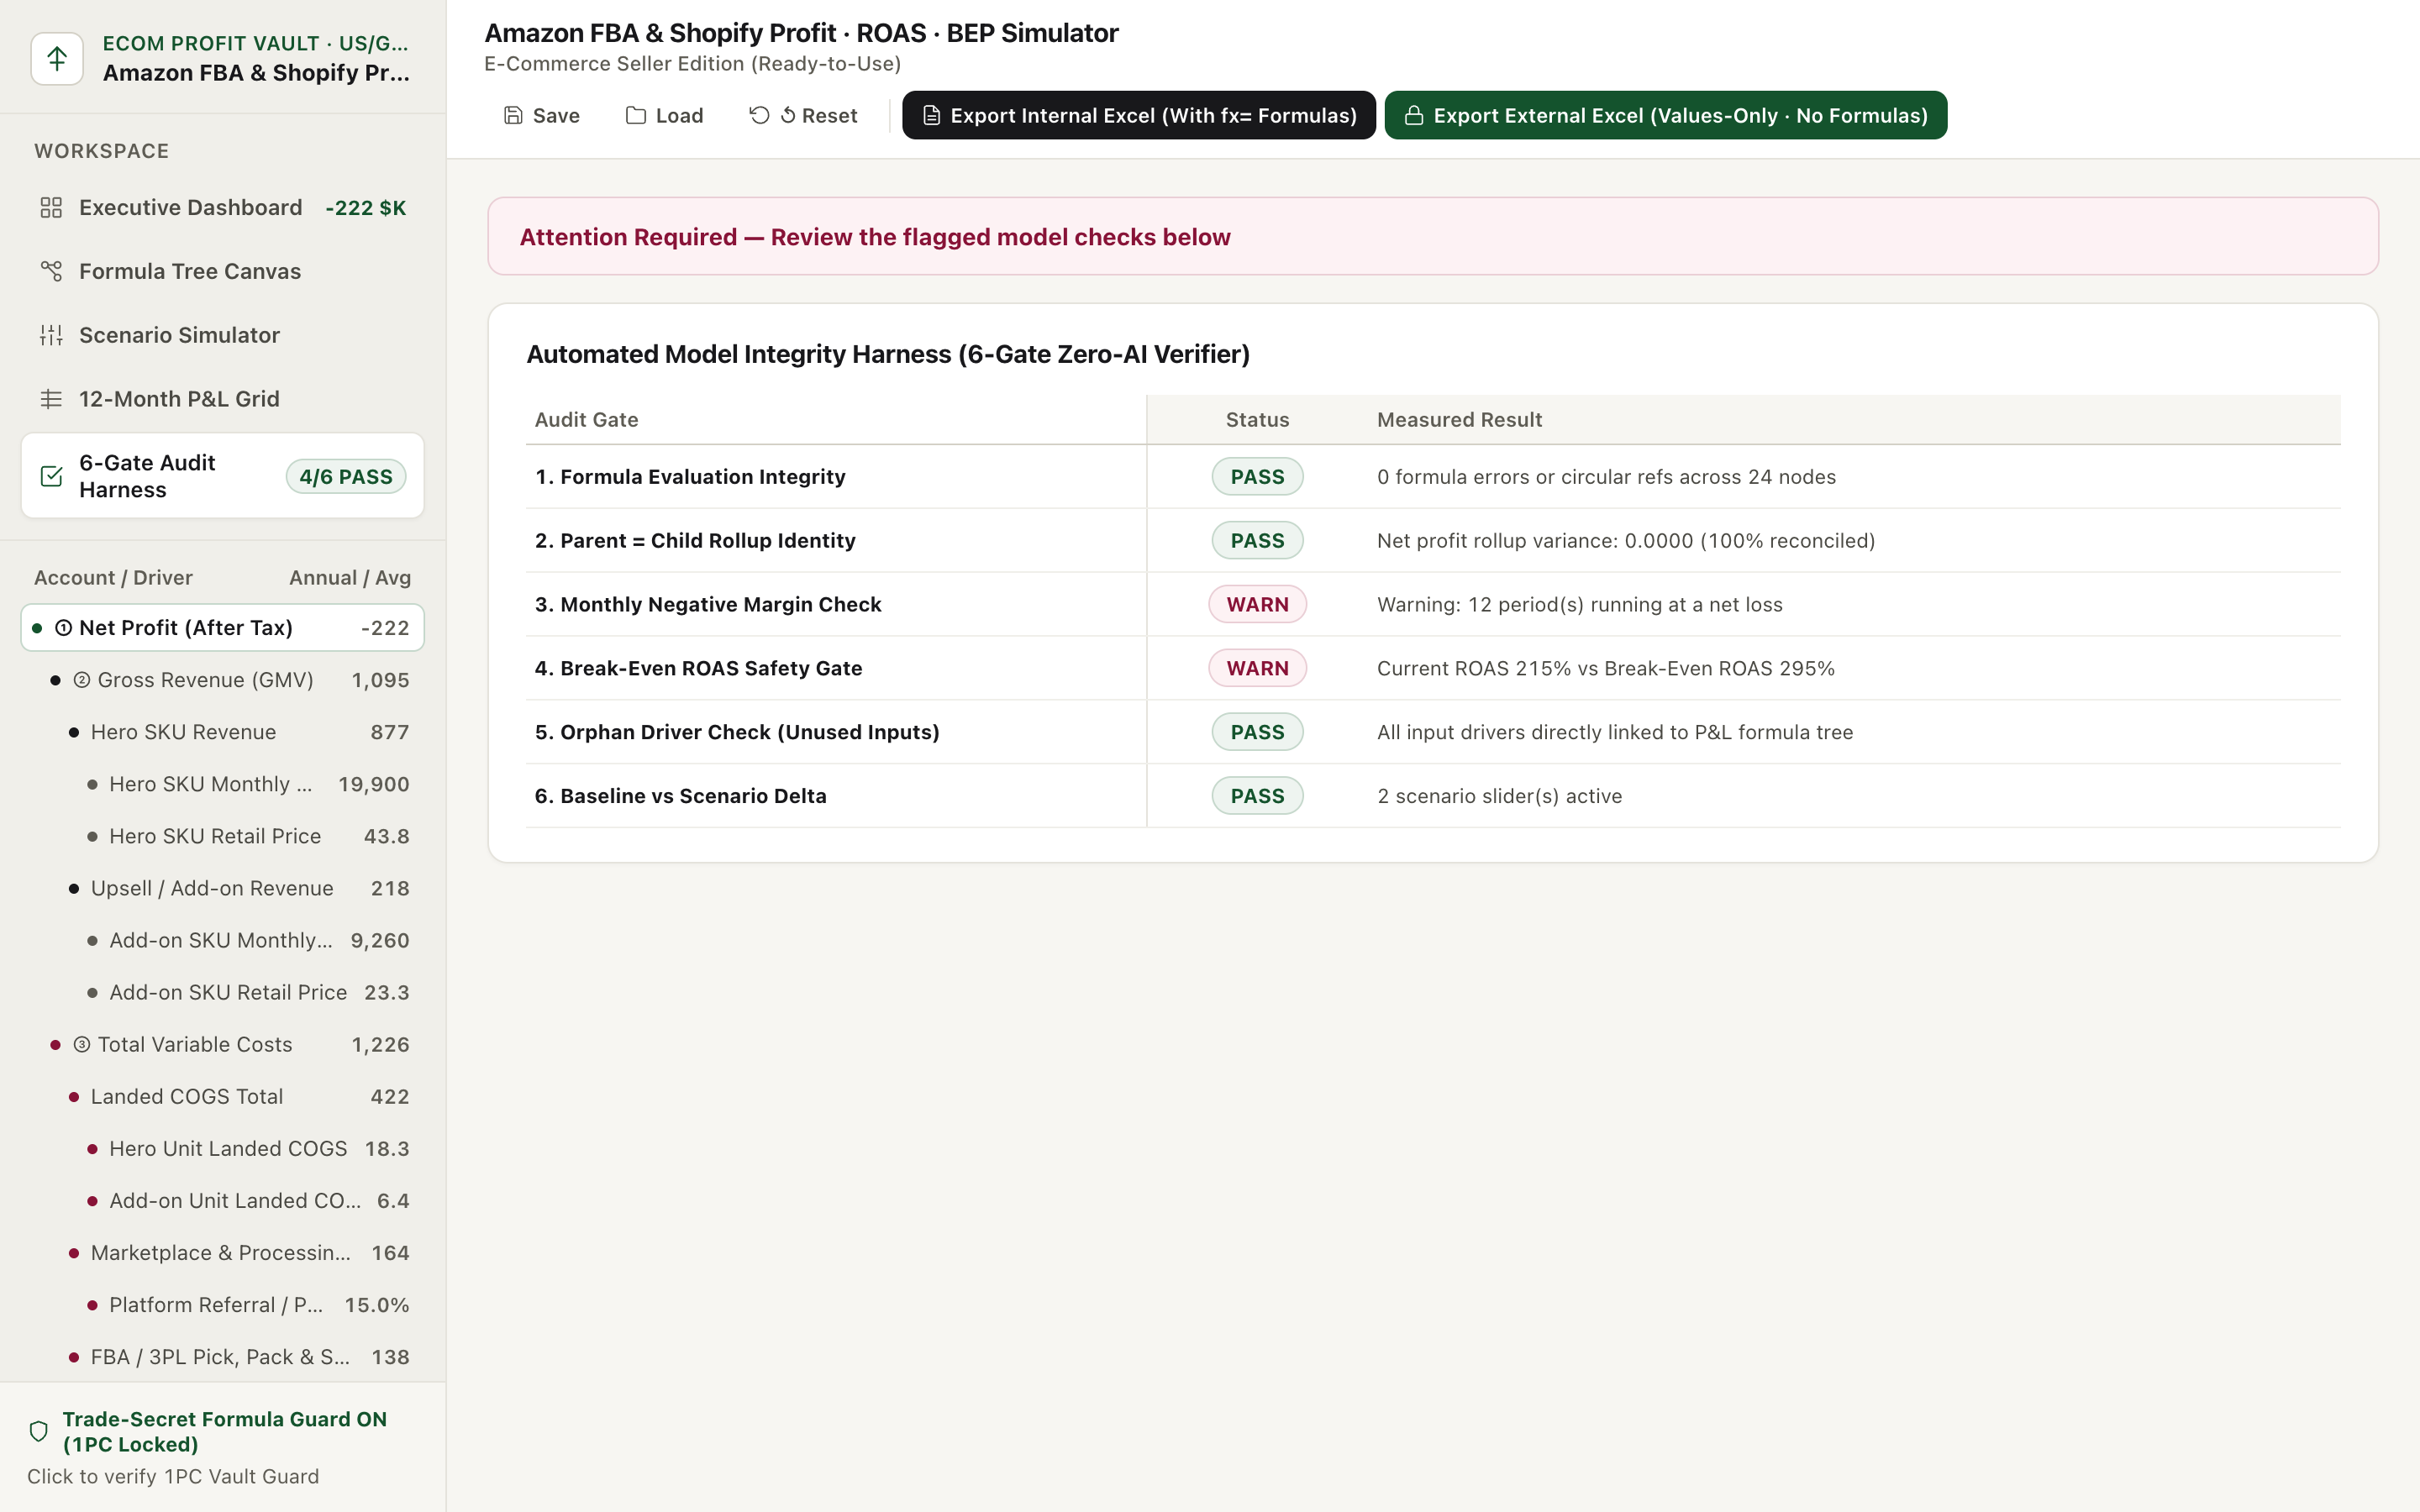 ECOM PROFIT VAULT · US/G...
Amazon FBA & Shopify Pr...
WORKSPACE
Executive Dashboard -222 $K
Formula Tree Canvas
Scenario Simulator
12-Month P&L Grid
6-Gate Audit
Harness
4/6 PASS
Account / Driver Annual / Avg
① Net Profit (After Tax) -222
② Gross Revenue (GMV) 1,095
Hero SKU Revenue 877
Hero SKU Monthly ... 19,900
Hero SKU Retail Price 43.8
Upsell / Add-on Revenue 218
Add-on SKU Monthly... 9,260
Add-on SKU Retail Price 23.3
③ Total Variable Costs 1,226
Landed COGS Total 422
Hero Unit Landed COGS 18.3
Add-on Unit Landed CO... 6.4
Marketplace & Processin... 164
Platform Referral / P... 15.0%
FBA / 3PL Pick, Pack & S... 138
Trade-Secret Formula Guard ON
(1PC Locked)
Click to verify 1PC Vault Guard
Amazon FBA & Shopify Profit · ROAS · BEP Simulator
E-Commerce Seller Edition (Ready-to-Use)
Save Load ↺ Reset Export Internal Excel (With fx= Formulas) Export External Excel (Values-Only · No Formulas)
Attention Required — Review the flagged model checks below
Automated Model Integrity Harness (6-Gate Zero-AI Verifier)
Audit Gate Status Measured Result
1. Formula Evaluation Integrity PASS 0 formula errors or circular refs across 24 nodes
2. Parent = Child Rollup Identity PASS Net profit rollup variance: 0.0000 (100% reconciled)
3. Monthly Negative Margin Check WARN Warning: 12 period(s) running at a net loss
4. Break-Even ROAS Safety Gate WARN Current ROAS 215% vs Break-Even ROAS 295%
5. Orphan Driver Check (Unused Inputs) PASS All input drivers directly linked to P&L formula tree
6. Baseline vs Scenario Delta PASS 2 scenario slider(s) active